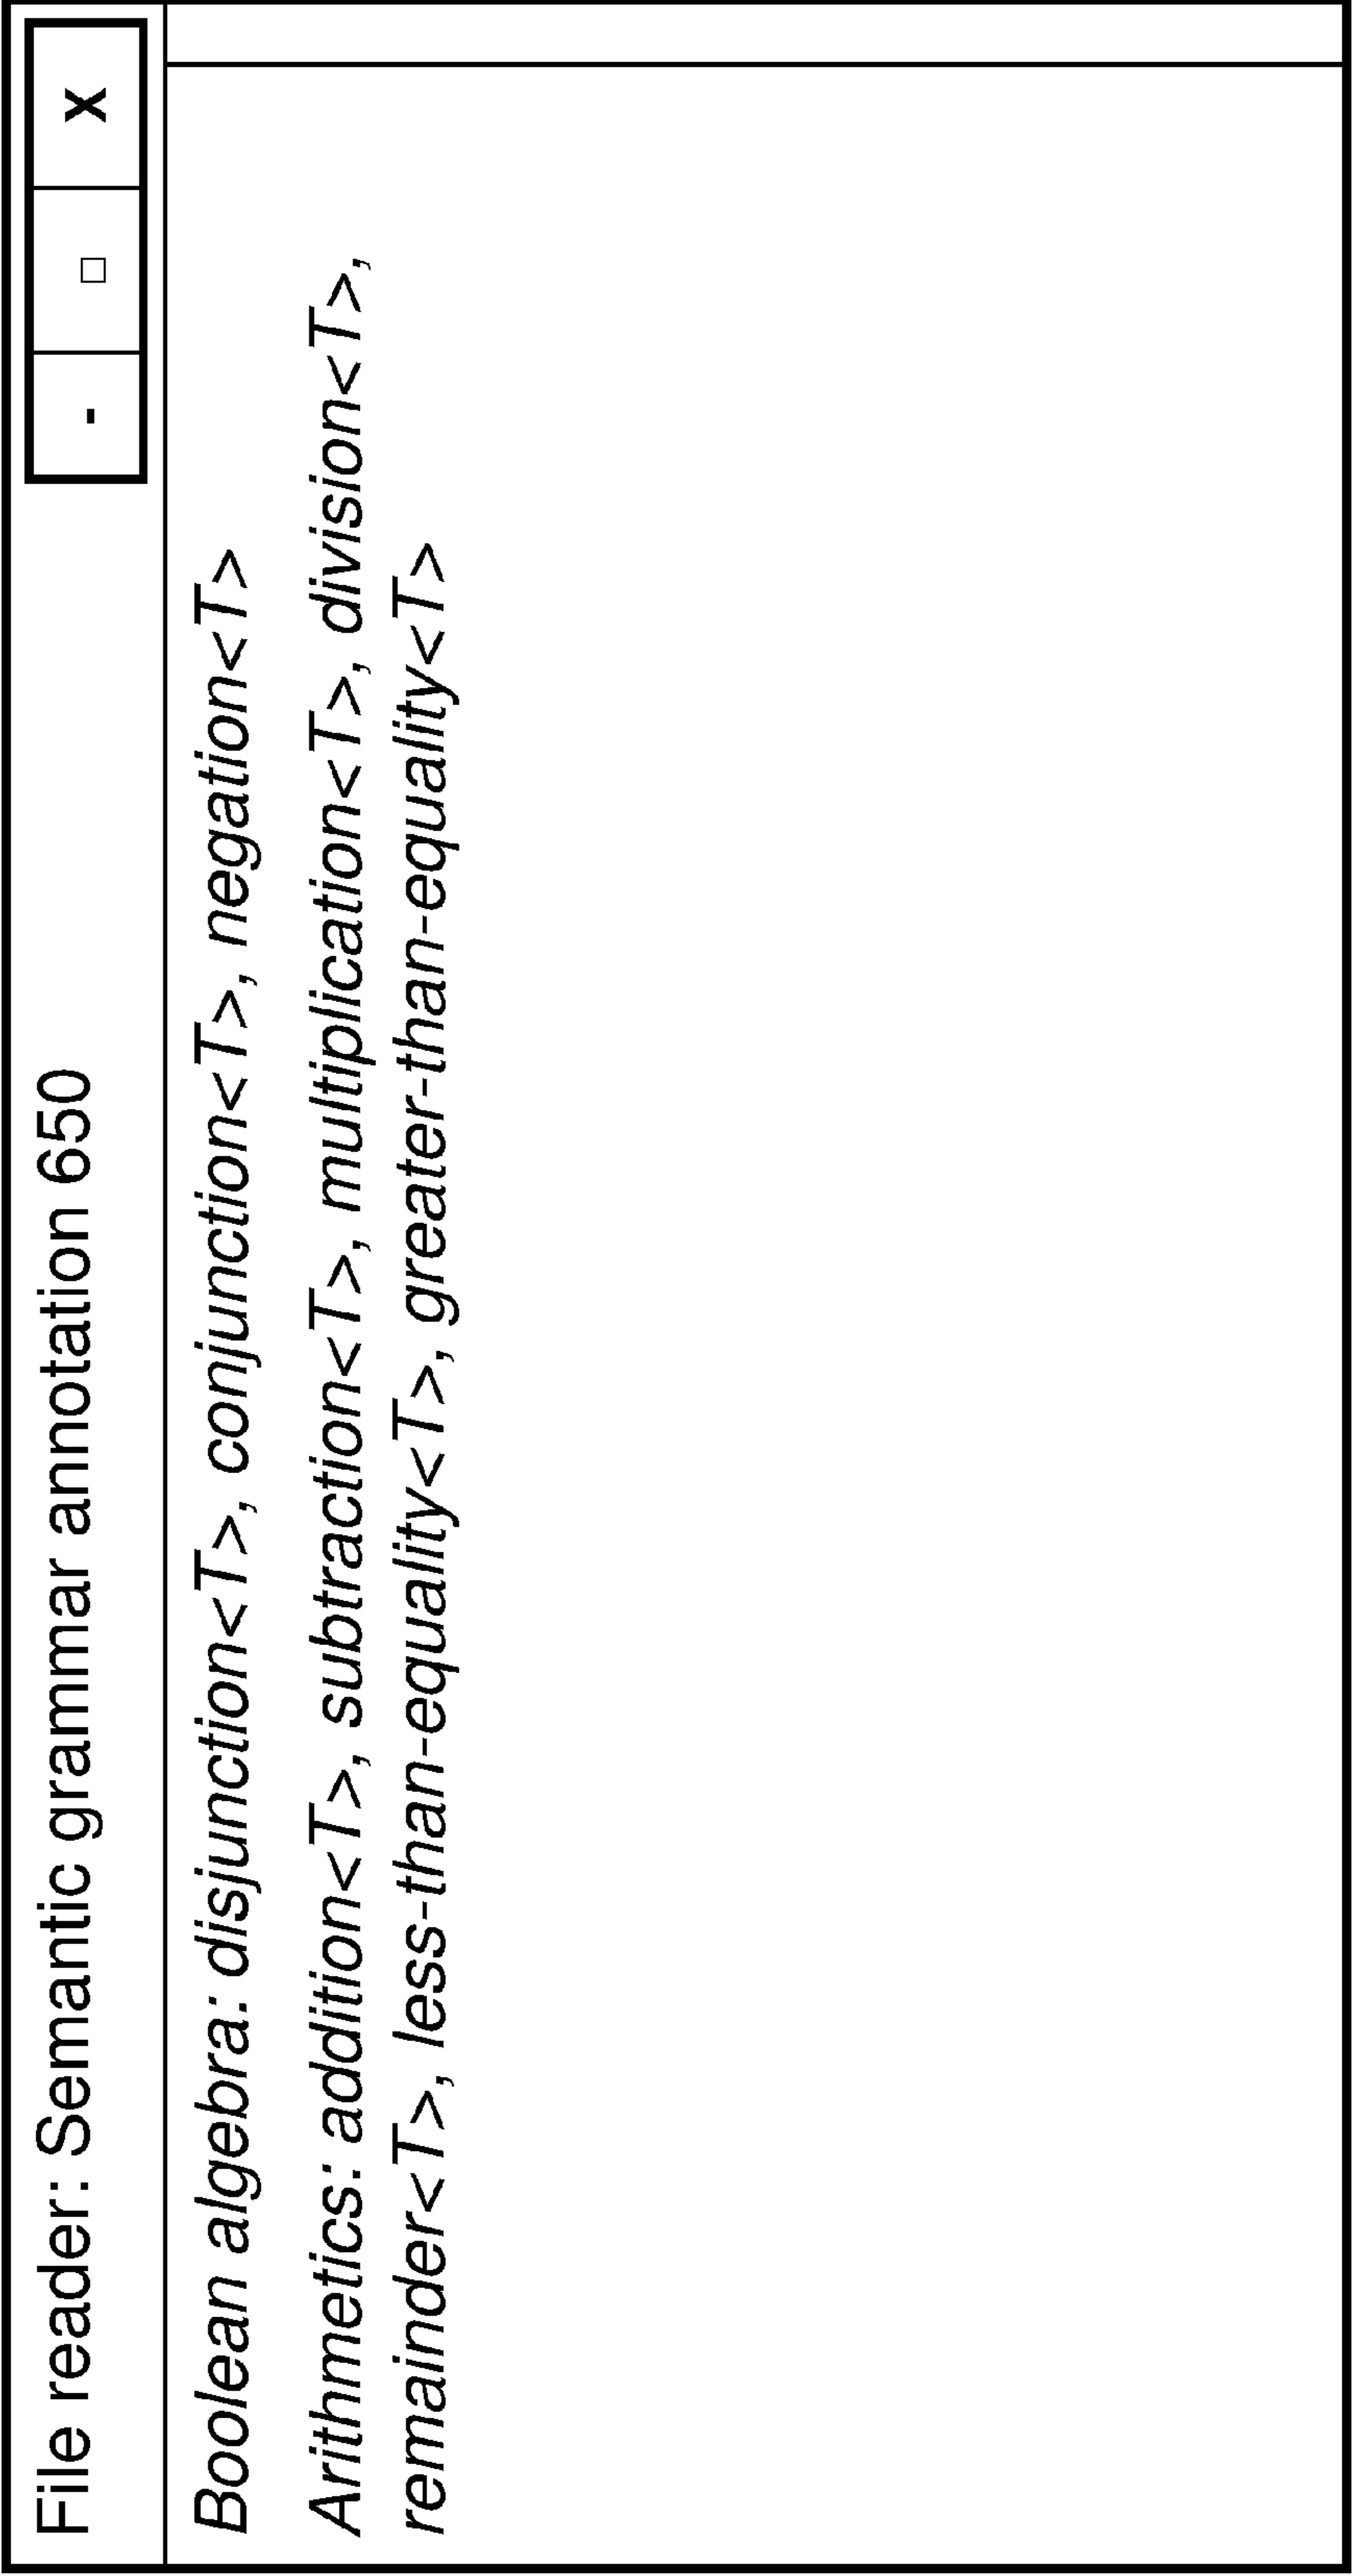 File reader: Semantic grammar annotation 650
- □ X
Boolean algebra: disjunction<T>, conjunction<T>, negation<T>
Arithmetics: addition<T>, subtraction<T>, multiplication<T>, division<T>,
remainder<T>, less-than-equality<T>, greater-than-equality<T>